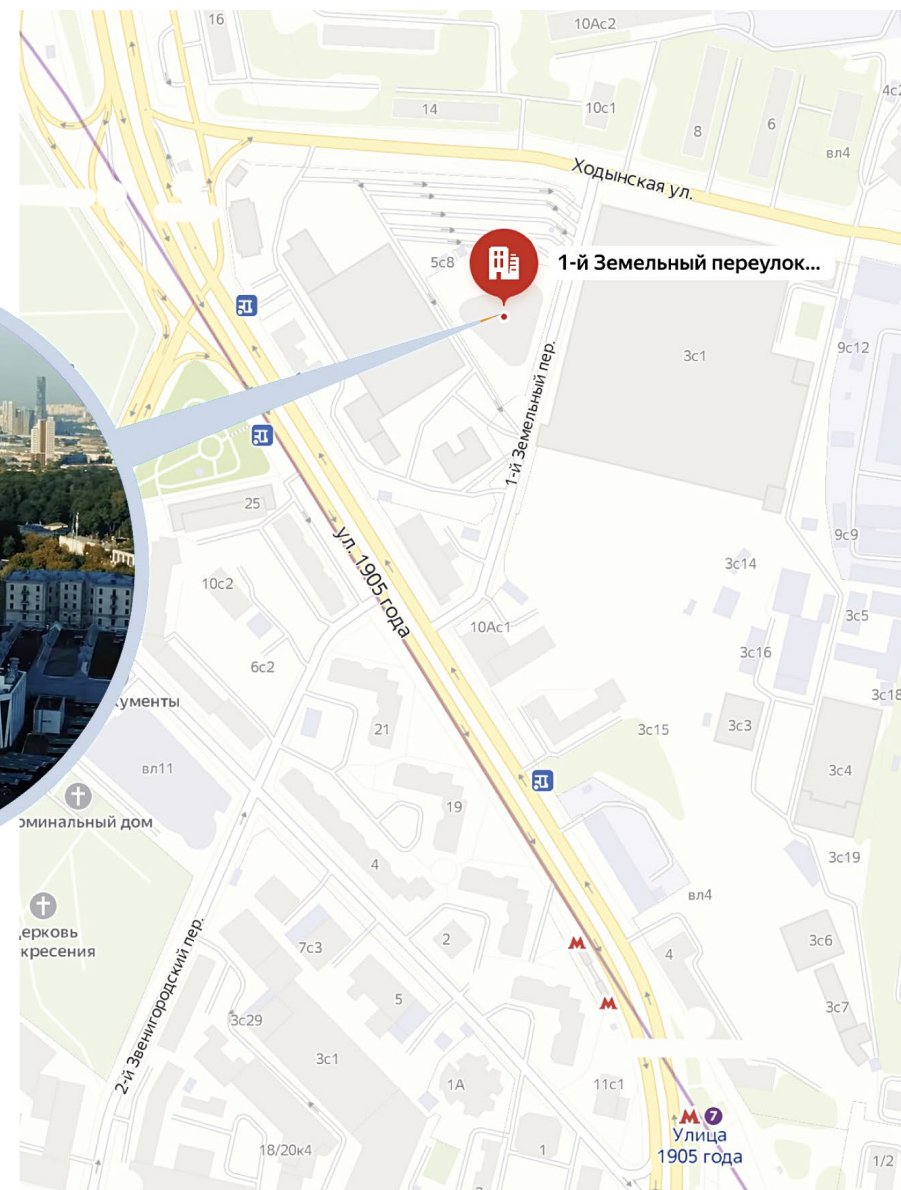 16
10Ас2
14
10с1
8
6
вл4
4с2
Ходынская ул.
5с8
1-й Земельный переулок...
3с1
9с12
1-й Земельный пер.
25
9с9
ул. 1905 года
3с14
10с2
10Ас1
3с5
6с2
3с16
3с18
кументы
21
3с15
3с3
вл11
3с4
19
оминальный дом
4
3с19
вл4
ерковь
кресения
7с3
2
4
3с6
2-й Звенигородский пер.
5
3с7
3с29
3с1
1А
11с1
М 7
Улица
1905 года
18/20к4
1
1/2